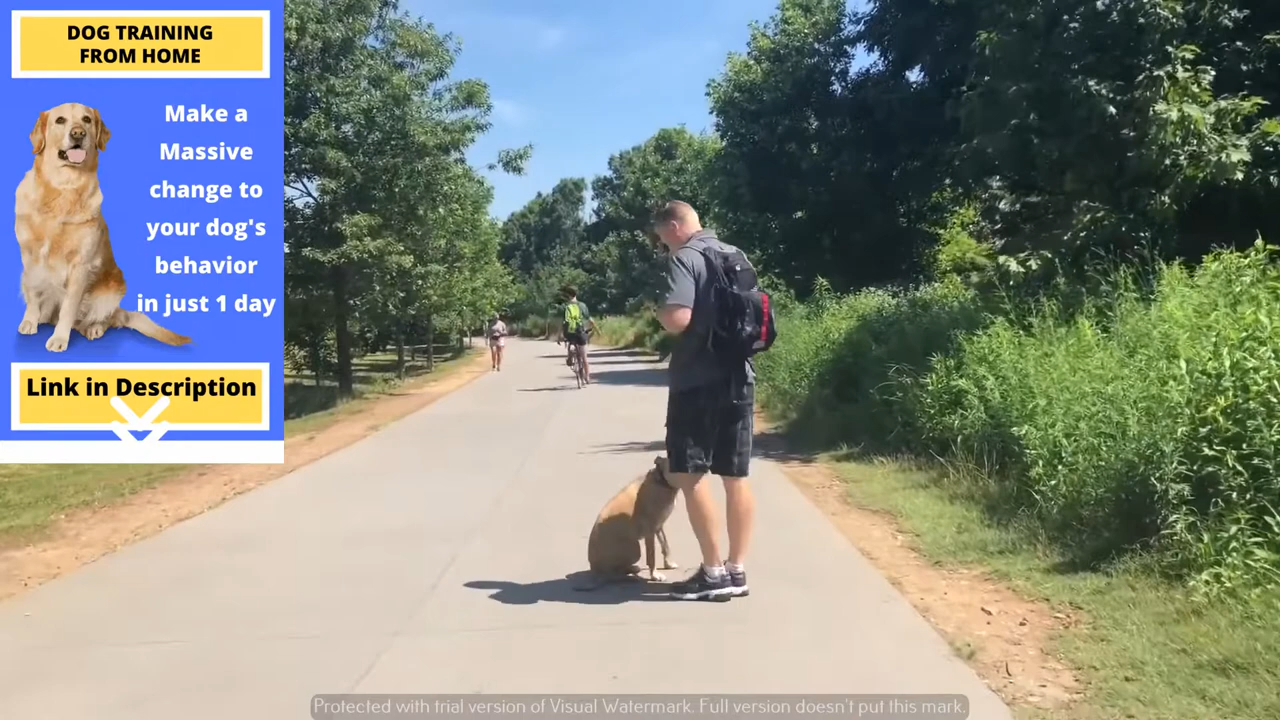 DOG TRAINING
FROM HOME
Make a
Massive
change to
your dog's
behavior
in just 1 day
Link in Description
Protected with trial version of Visual Watermark. Full version doesn't put this mark.